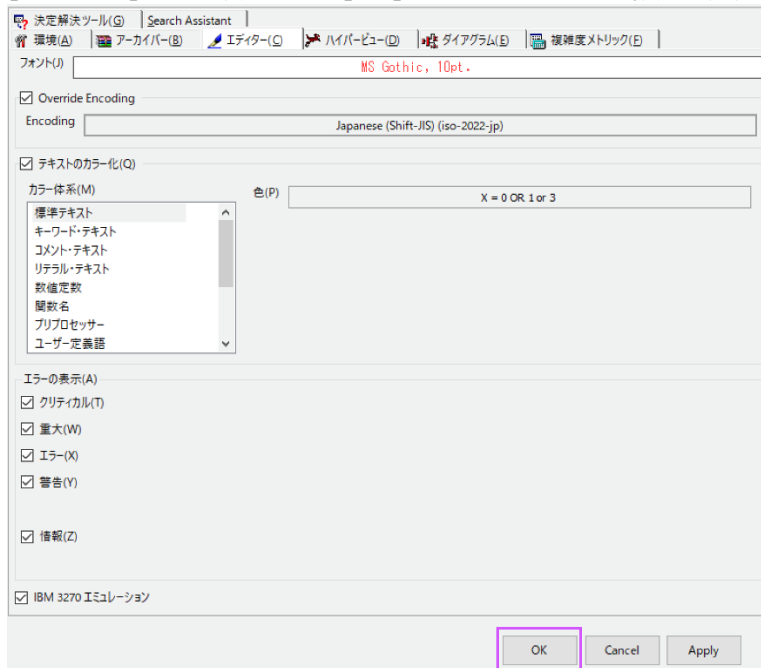 決定解決ツール(G) Search Assistant
環境(A) アーカイバー(B) エディター(C) ハイパービュー(D) ダイアグラム(E) 複雑度メトリック(F)
フォント(J) MS Gothic, 10pt.
Override Encoding
Encoding Japanese (Shift-JIS) (iso-2022-jp)
テキストのカラー化(Q)
カラー体系(M) 色(P) X = 0 OR 1 or 3
標準テキスト
キーワード・テキスト
コメント・テキスト
リテラル・テキスト
数値定数
関数名
プリプロセッサー
ユーザー定義語
エラーの表示(A)
クリティカル(T)
重大(W)
エラー(X)
警告(Y)
情報(Z)
IBM 3270 エミュレーション
OK Cancel Apply